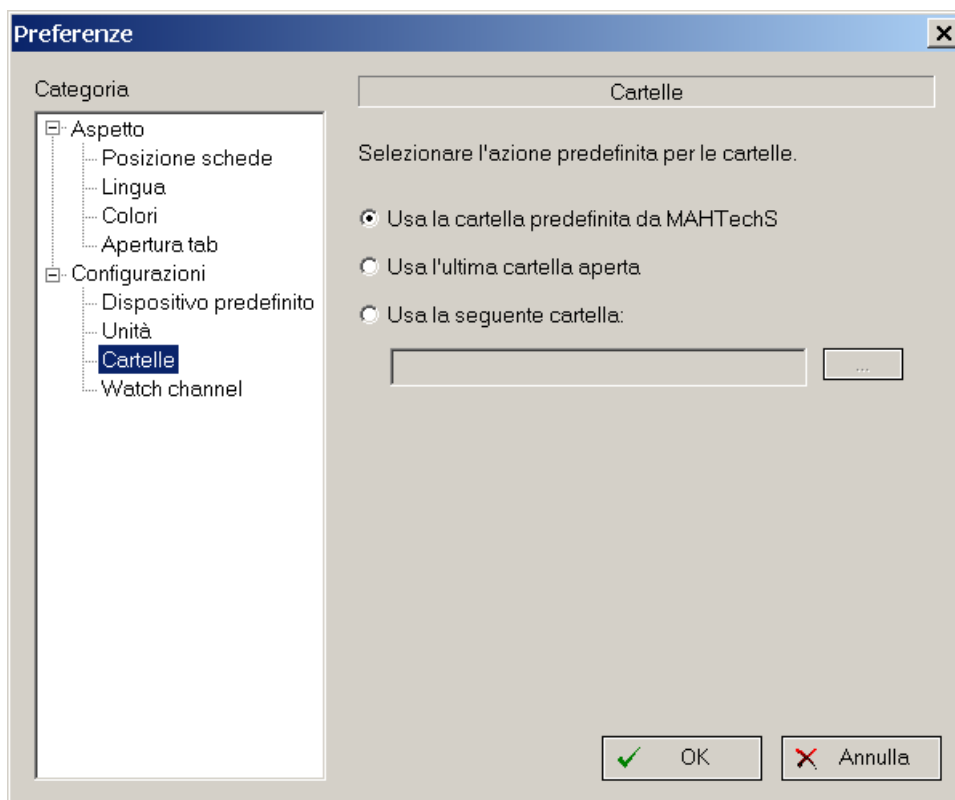 Preferenze
Categoria
Aspetto
Posizione schede
Lingua
Colori
Apertura tab
Configurazioni
Dispositivo predefinito
Unità
Cartelle
Watch channel
Cartelle
Selezionare l'azione predefinita per le cartelle.
Usa la cartella predefinita da MAHTechS
Usa l'ultima cartella aperta
Usa la seguente cartella:
...
OK
Annulla